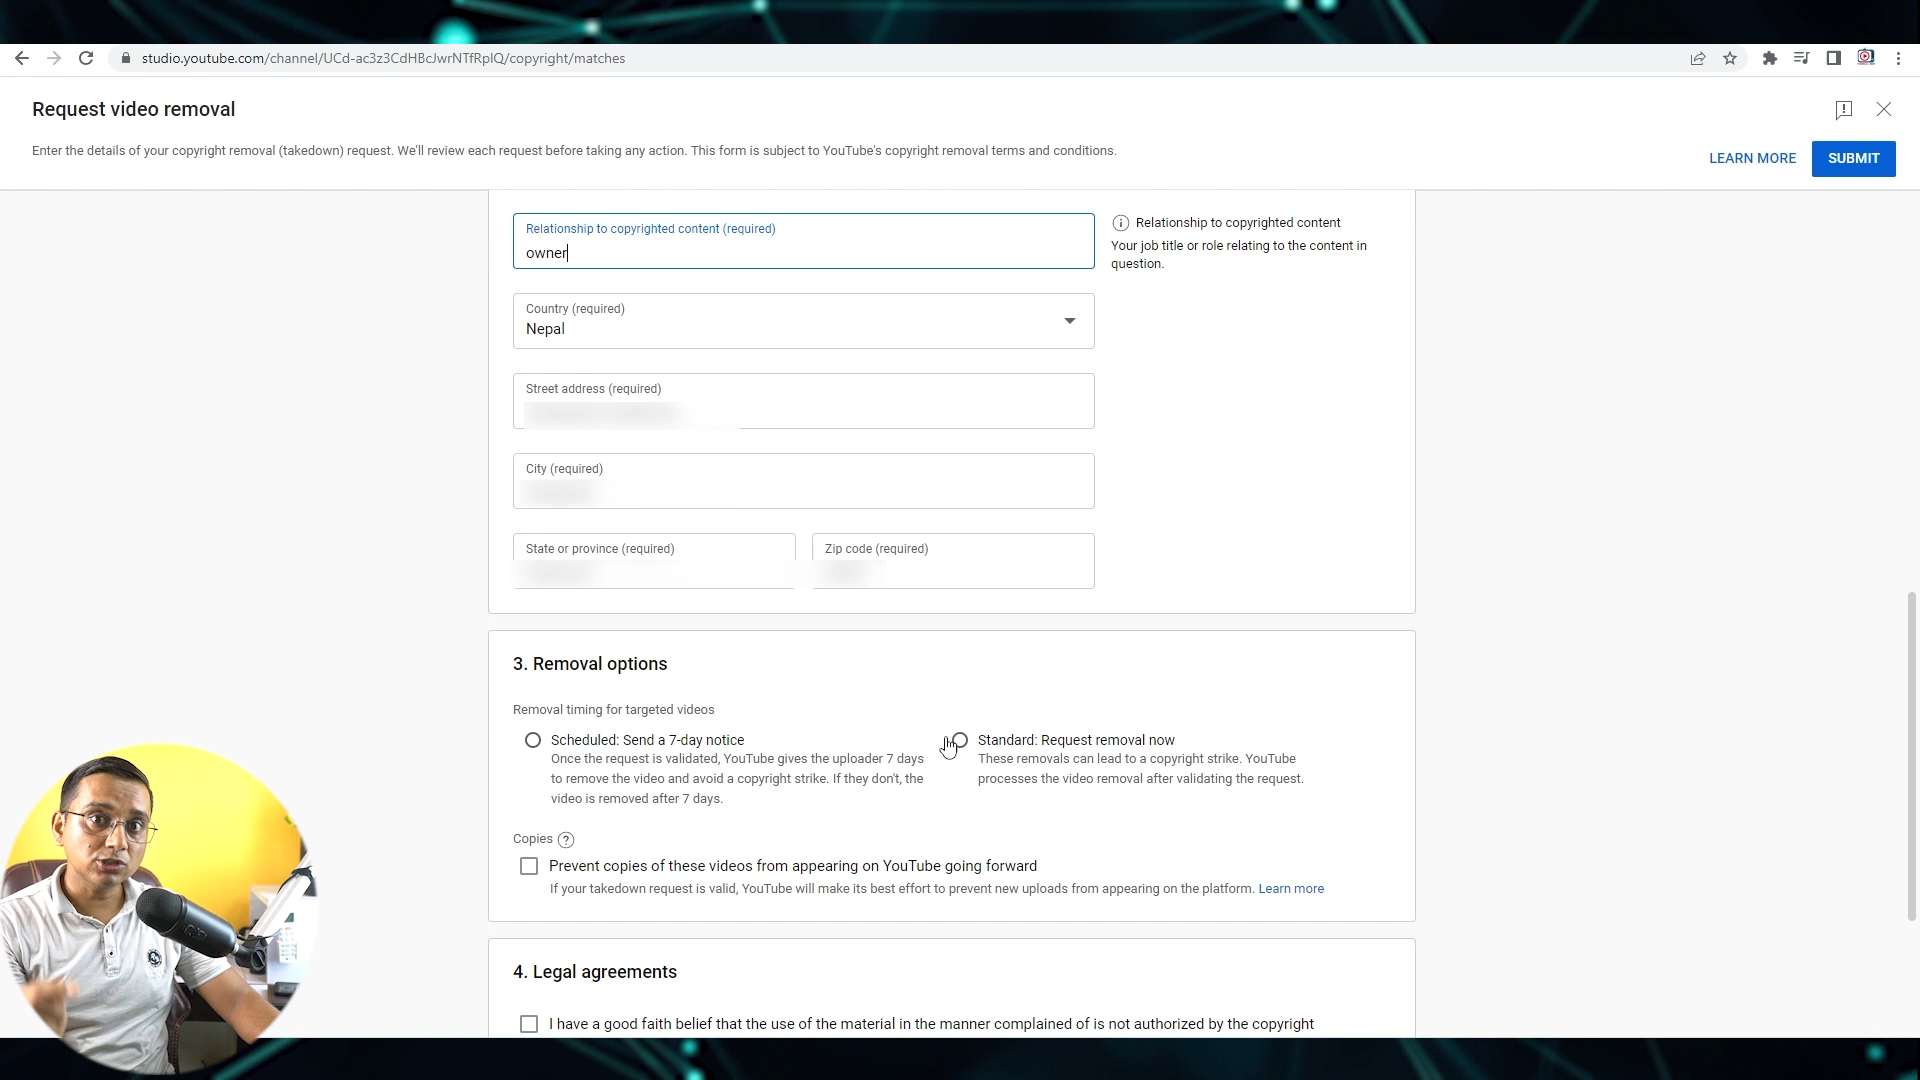 studio.youtube.com/channel/UCd-ac3z3CdHBcJwrNTfRplQ/copyright/matches
Request video removal
Enter the details of your copyright removal (takedown) request. We'll review each request before taking any action. This form is subject to YouTube's copyright removal terms and conditions.
LEARN MORE
SUBMIT
Relationship to copyrighted content (required)
owner
Relationship to copyrighted content
Your job title or role relating to the content in
question.
Country (required)
Nepal
Street address (required)
City (required)
State or province (required)
Zip code (required)
3. Removal options
Removal timing for targeted videos
Scheduled: Send a 7-day notice
Once the request is validated, YouTube gives the uploader 7 days
to remove the video and avoid a copyright strike. If they don't, the
video is removed after 7 days.
Standard: Request removal now
These removals can lead to a copyright strike. YouTube
processes the video removal after validating the request.
Copies
Prevent copies of these videos from appearing on YouTube going forward
If your takedown request is valid, YouTube will make its best effort to prevent new uploads from appearing on the platform. Learn more
4. Legal agreements
I have a good faith belief that the use of the material in the manner complained of is not authorized by the copyright